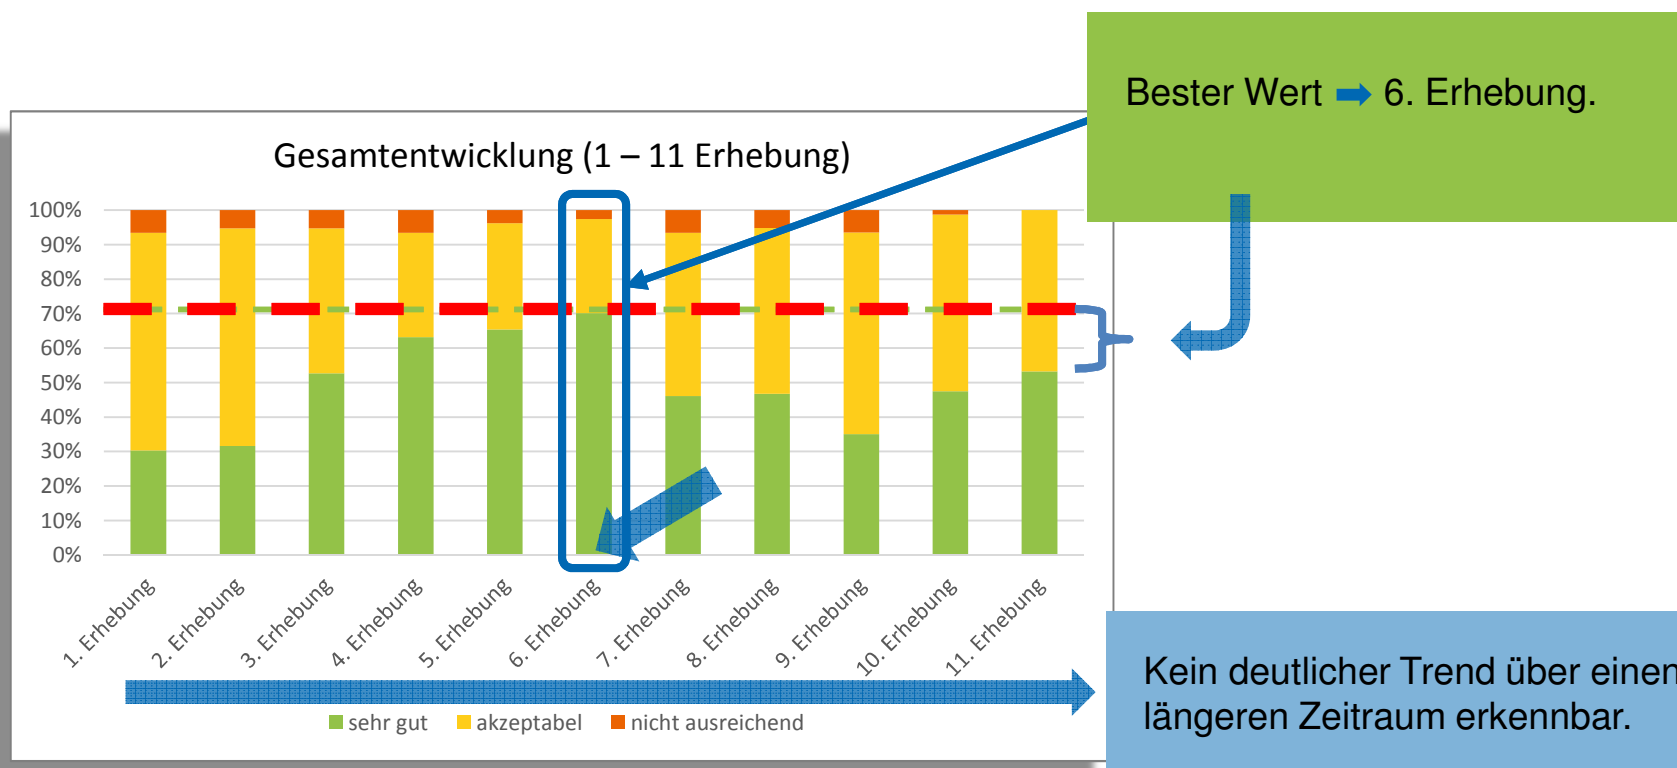 Bester Wert 6. Erhebung.
Gesamtentwicklung (1 – 11 Erhebung)
100%
90%
80%
70%
60%
50%
40%
30%
20%
10%
0%
1. Erhebung
2. Erhebung
3. Erhebung
4. Erhebung
5. Erhebung
6. Erhebung
7. Erhebung
8. Erhebung
9. Erhebung
10. Erhebung
11. Erhebung
sehr gut akzeptabel nicht ausreichend
Kein deutlicher Trend über einen
längeren Zeitraum erkennbar.